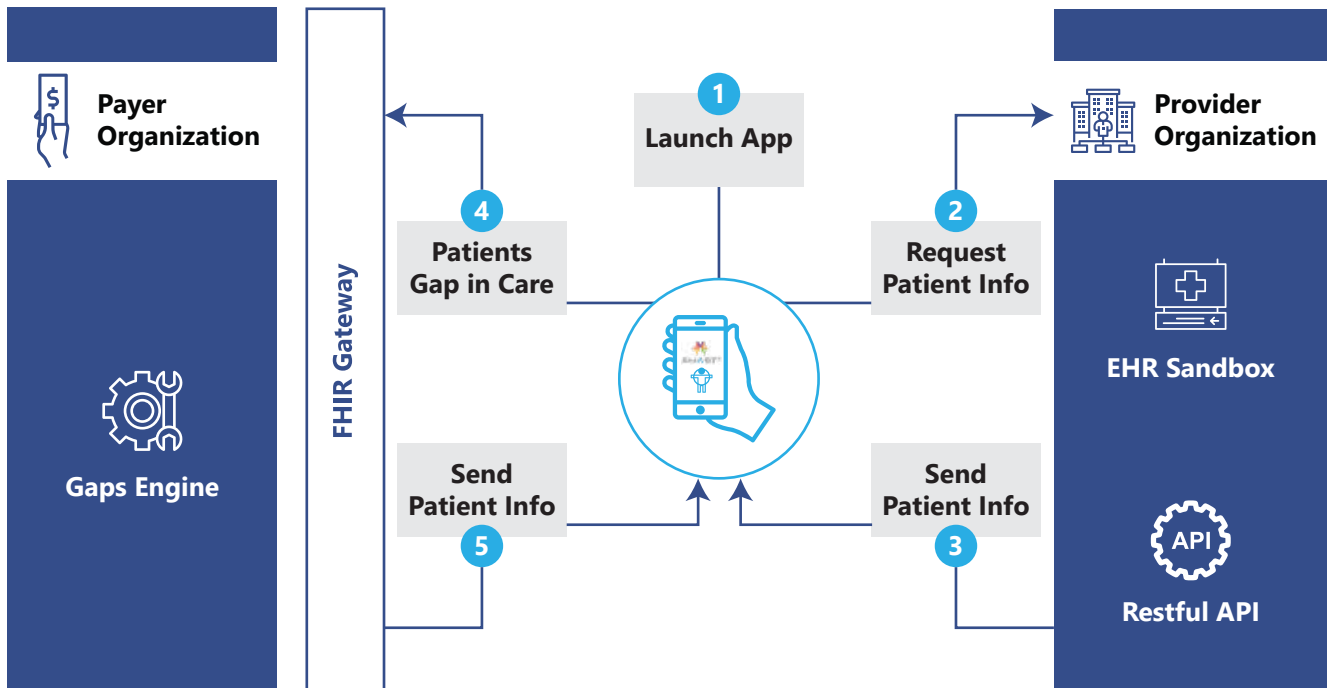 $
Payer
Organization
Gaps Engine
FHIR Gateway
1
Launch App
4
Patients
Gap in Care
2
Request
Patient Info
Send
Patient Info
5
Send
Patient Info
3
Provider
Organization
EHR Sandbox
API
Restful API